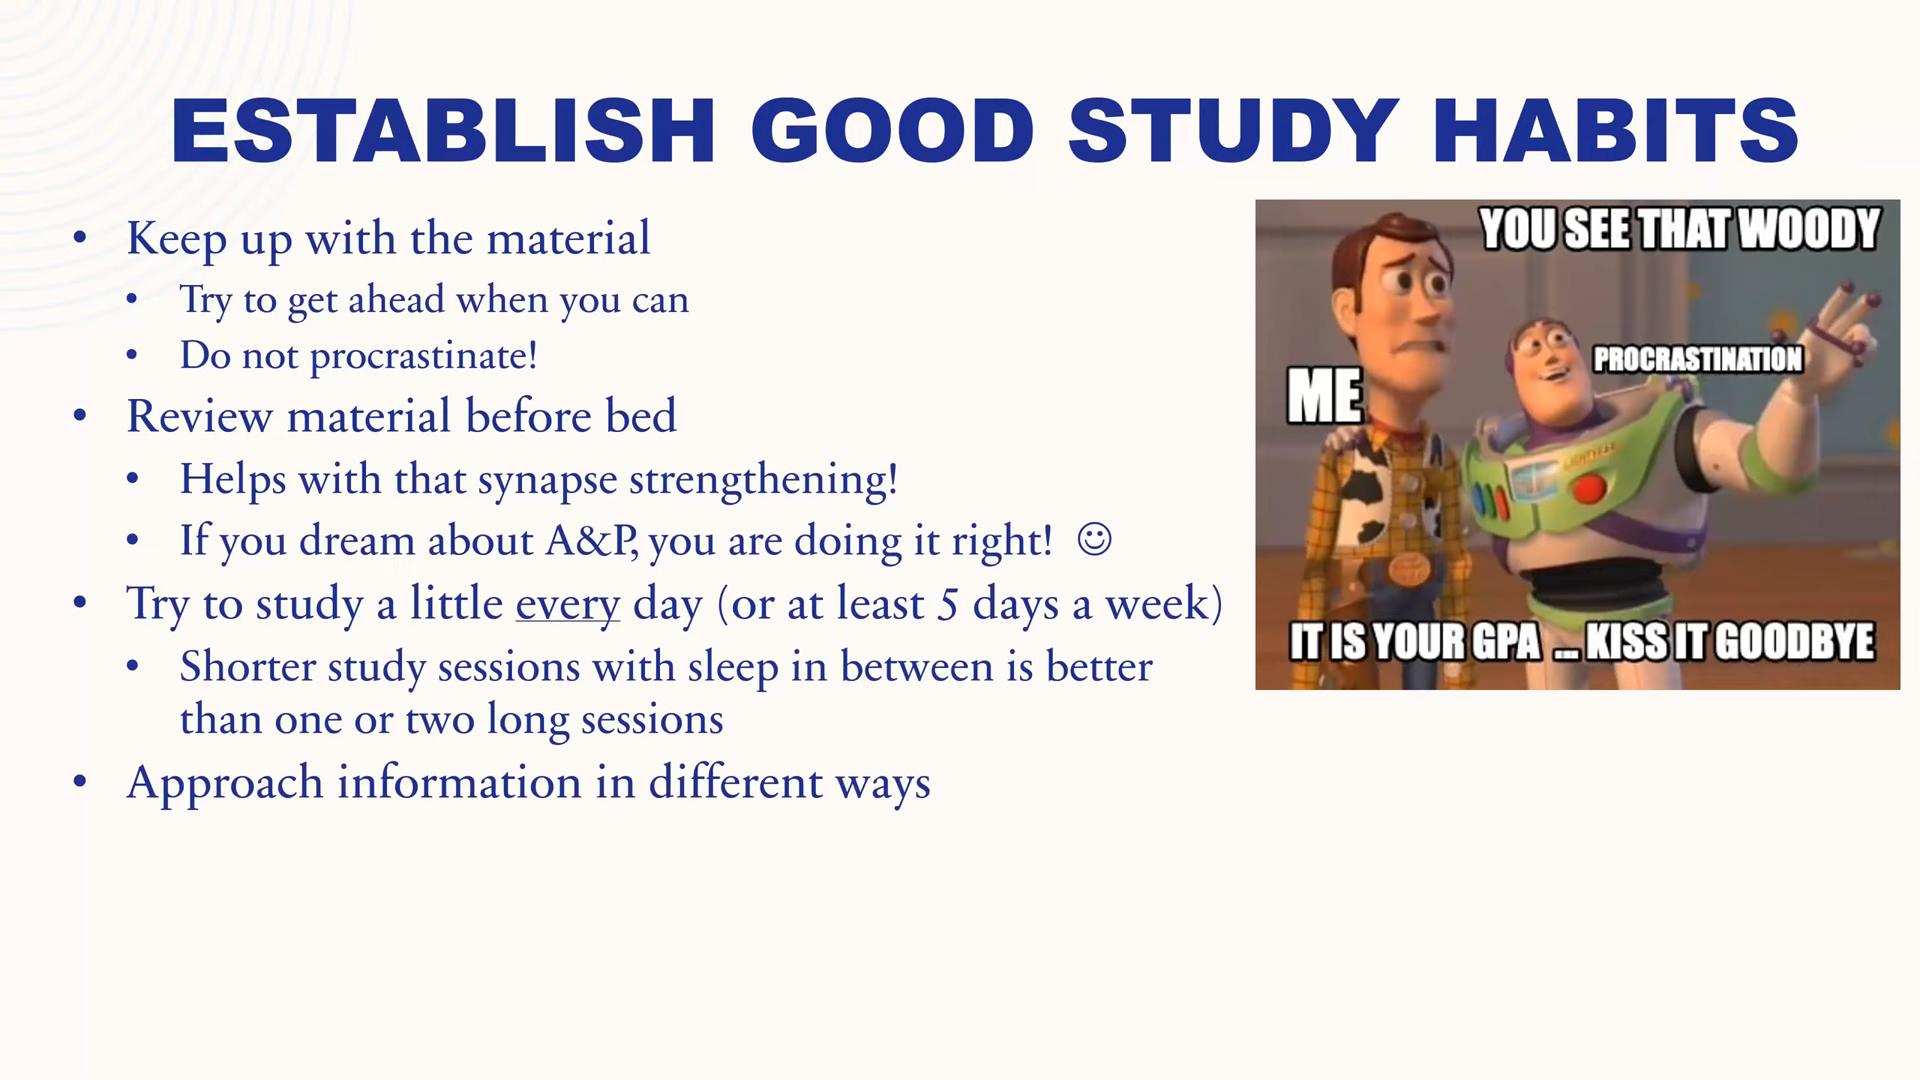 ESTABLISH GOOD STUDY HABITS
• Keep up with the material
• Try to get ahead when you can
• Do not procrastinate!
• Review material before bed
• Helps with that synapse strengthening!
• If you dream about A&P, you are doing it right! ☺
• Try to study a little every day (or at least 5 days a week)
• Shorter study sessions with sleep in between is better
than one or two long sessions
• Approach information in different ways
YOU SEE THAT WOODY
PROCRASTINATION
ME
LIGHTYEAR
IT IS YOUR GPA ... KISS IT GOODBYE